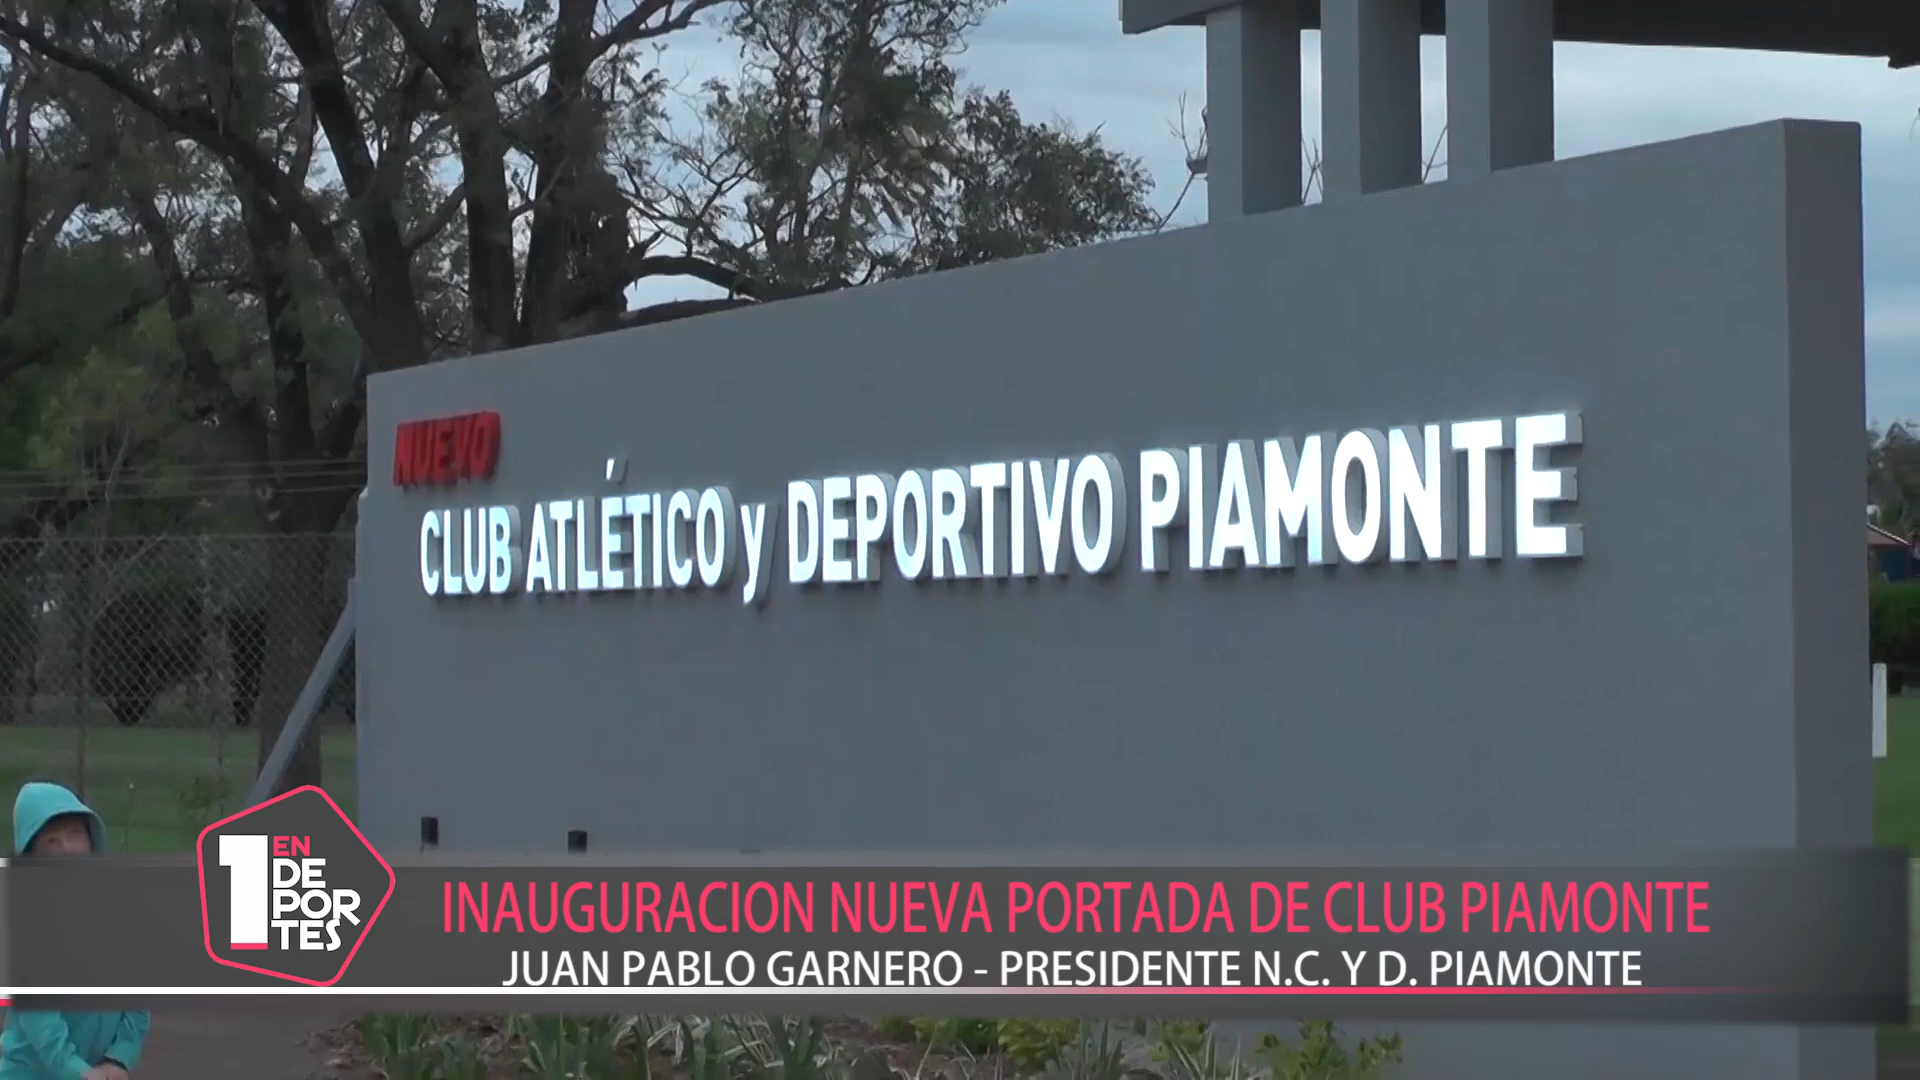 NUEVO
CLUB ATLÉTICO y DEPORTIVO PIAMONTE
1 EN
DE
POR
TES
INAUGURACION NUEVA PORTADA DE CLUB PIAMONTE
JUAN PABLO GARNERO - PRESIDENTE N.C. Y D. PIAMONTE